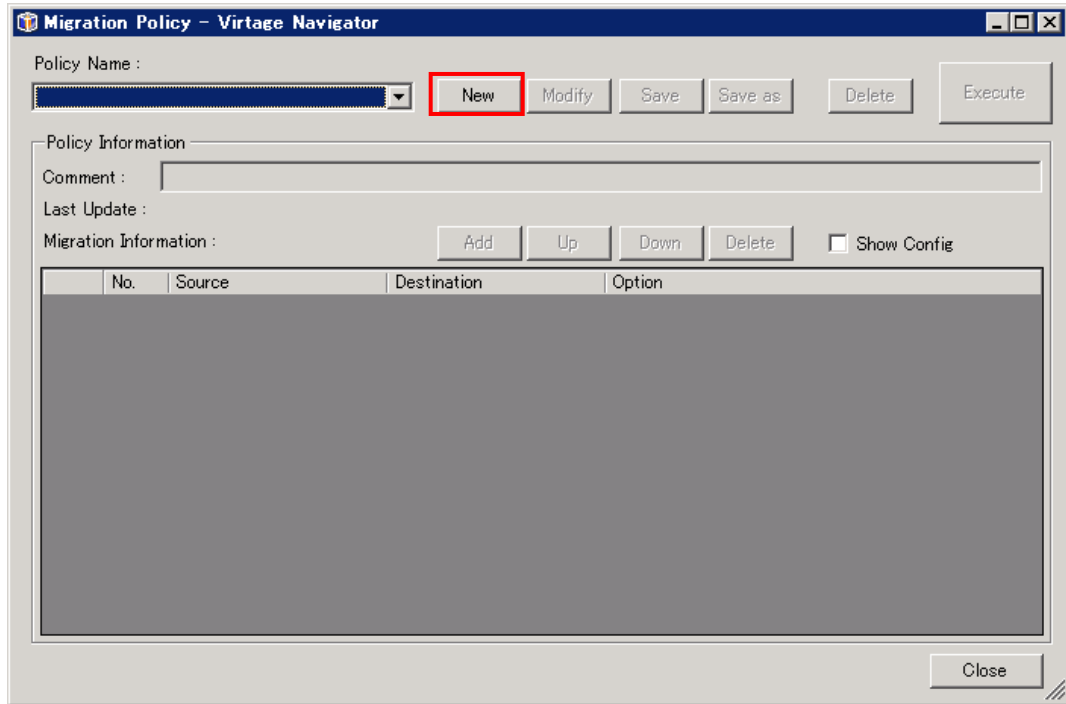 Migration Policy - Virtage Navigator
Policy Name :
New Modify Save Save as Delete Execute
Policy Information
Comment :
Last Update :
Migration Information : Add Up Down Delete Show Config
No. Source Destination Option
Close